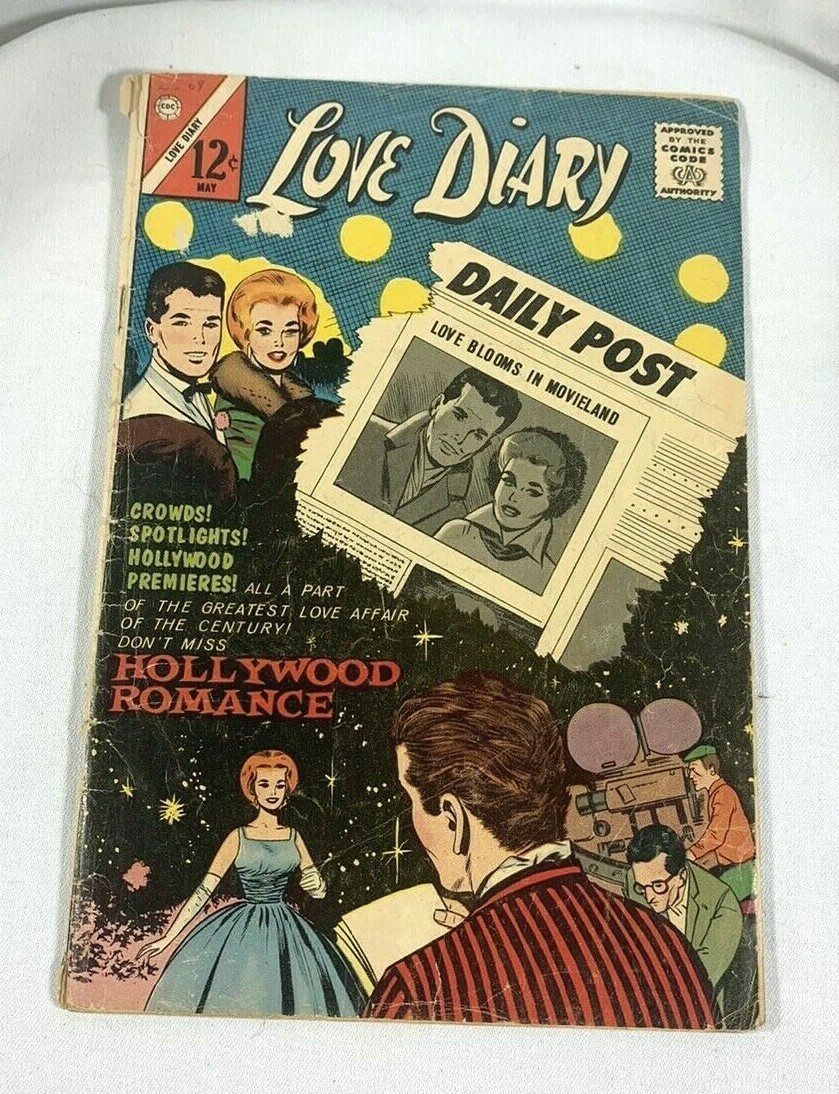 CDC
LOVE DIARY
12¢
MAY
LOVE DIARY
APPROVED
BY THE
COMICS
CODE
CA
AUTHORITY
DAILY POST
LOVE BLOOMS IN MOVIELAND
CROWDS!
SPOTLIGHTS!
HOLLYWOOD
PREMIERES! ALL A PART
OF THE GREATEST LOVE AFFAIR
OF THE CENTURY!
DON'T MISS
HOLLYWOOD
ROMANCE